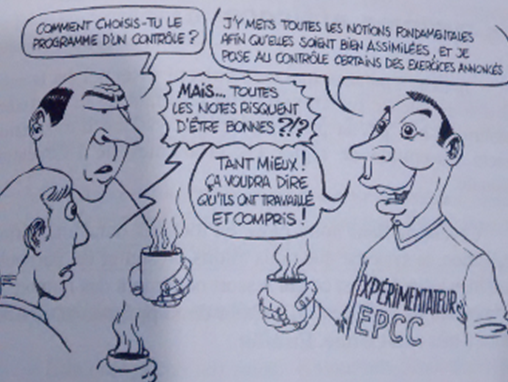 COMMENT CHOISIS-TU LE
PROGRAMME D'UN CONTRÔLE ?
J'Y METS TOUTES LES NOTIONS FONDAMENTALES
AFIN QU'ELLES SOIENT BIEN ASSIMILÉES, ET JE
POSE AU CONTRÔLE CERTAINS DES EXERCICES ANNONCÉS
MAIS... TOUTES
LES NOTES RISQUENT
D'ÊTRE BONNES ?!?
TANT MIEUX !
ÇA VOUDRA DIRE
QU'ILS ONT TRAVAILLÉ
ET COMPRIS !
EXPÉRIMENTATEUR
EPCC